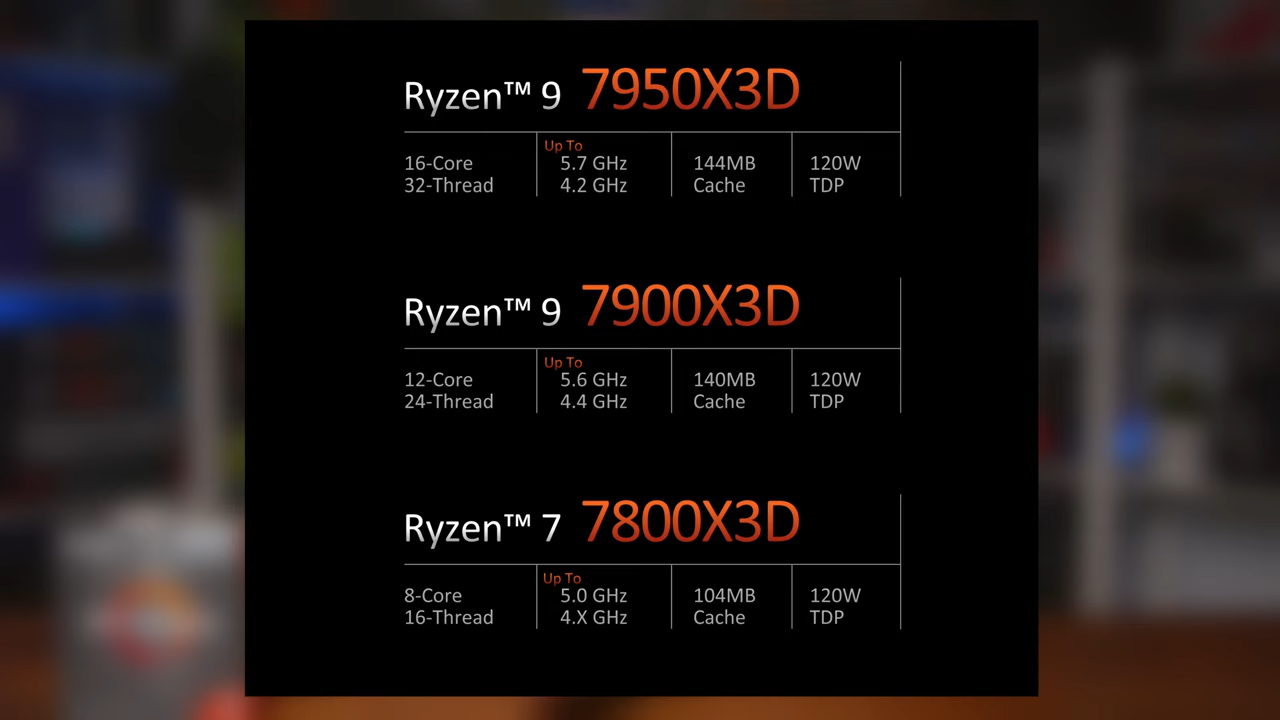 Ryzen™ 9 7950X3D
Up To
16-Core 5.7 GHz 144MB 120W
32-Thread 4.2 GHz Cache TDP
Ryzen™ 9 7900X3D
Up To
12-Core 5.6 GHz 140MB 120W
24-Thread 4.4 GHz Cache TDP
Ryzen™ 7 7800X3D
Up To
8-Core 5.0 GHz 104MB 120W
16-Thread 4.X GHz Cache TDP